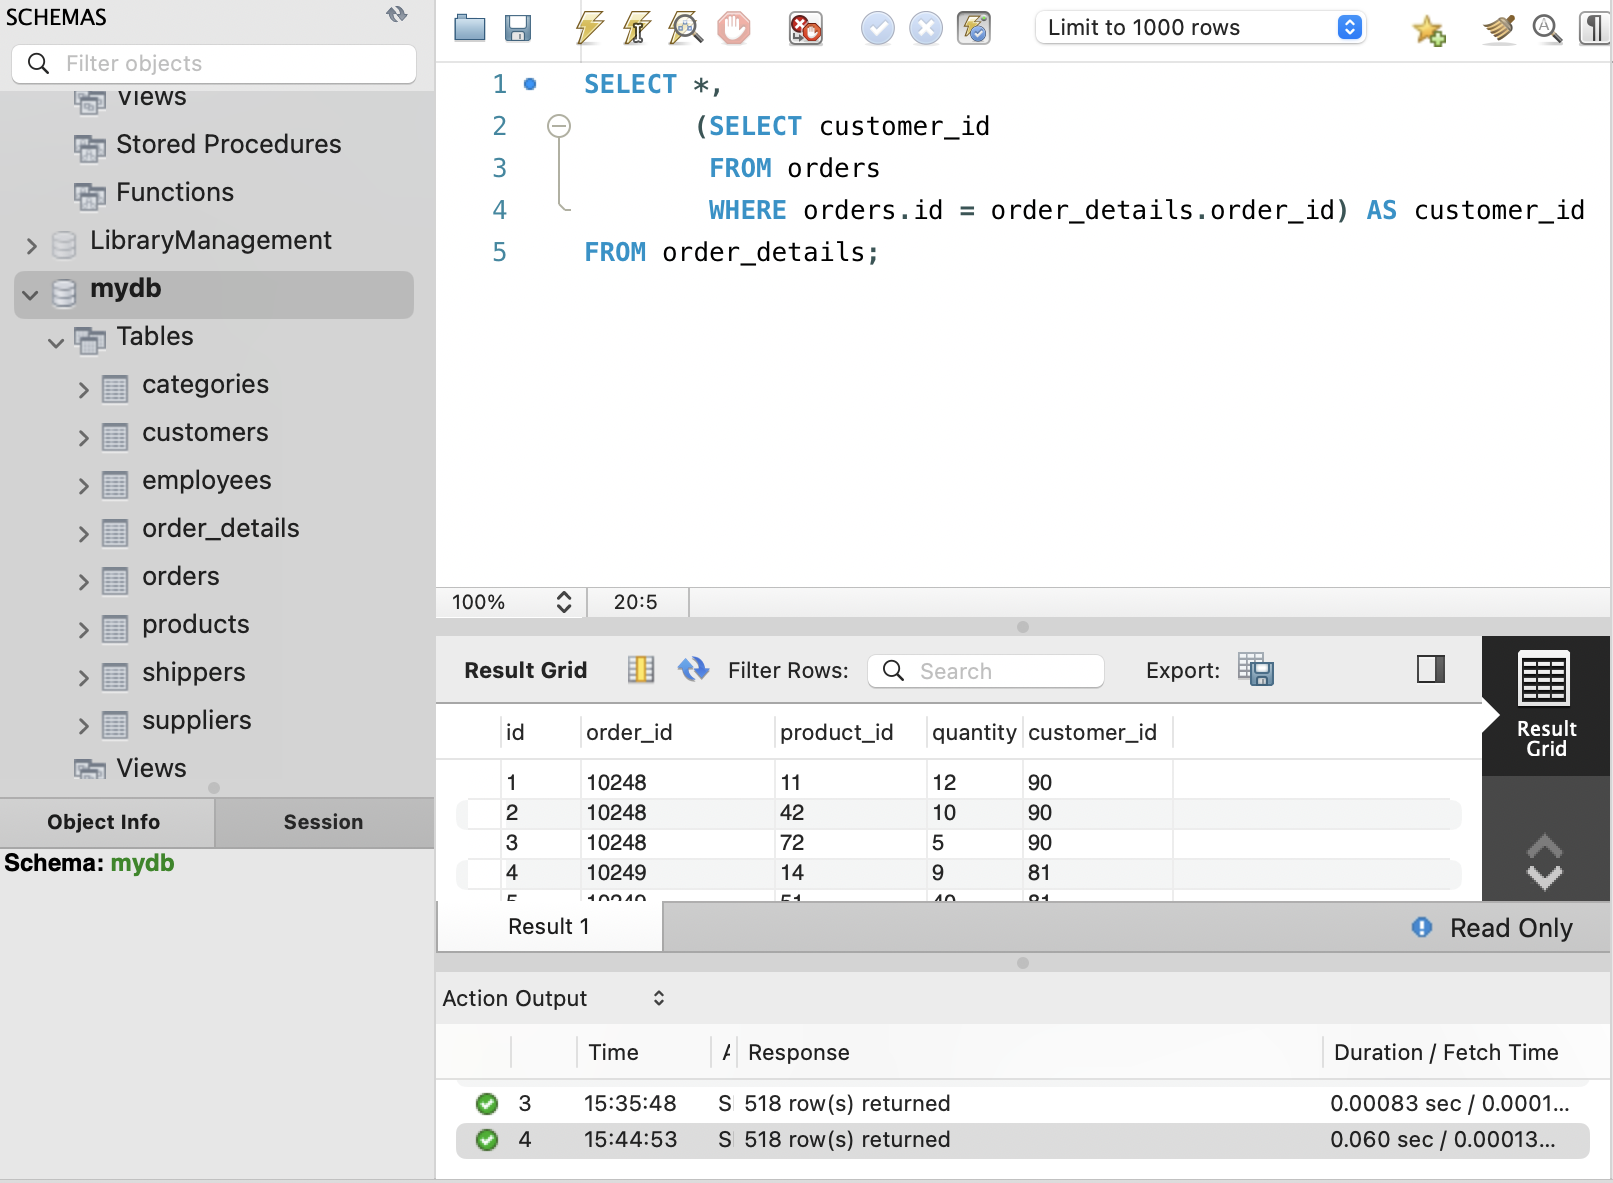 SCHEMAS
Filter objects
Views
Stored Procedures
Functions
LibraryManagement
mydb
Tables
categories
customers
employees
order_details
orders
products
shippers
suppliers
Views
Object Info Session
Schema: mydb
Limit to 1000 rows
1 SELECT *,
2 (SELECT customer_id
3 FROM orders
4 WHERE orders.id = order_details.order_id) AS customer_id
5 FROM order_details;
100% 20:5
Result Grid Filter Rows: Search Export:
Result
Grid
id order_id product_id quantity customer_id
1 10248 11 12 90
2 10248 42 10 90
3 10248 72 5 90
4 10249 14 9 81
5 10249 51 40 81
Result 1 Read Only
Action Output
Time Response Duration / Fetch Time
3 15:35:48 S 518 row(s) returned 0.00083 sec / 0.0001...
4 15:44:53 S 518 row(s) returned 0.060 sec / 0.00013...